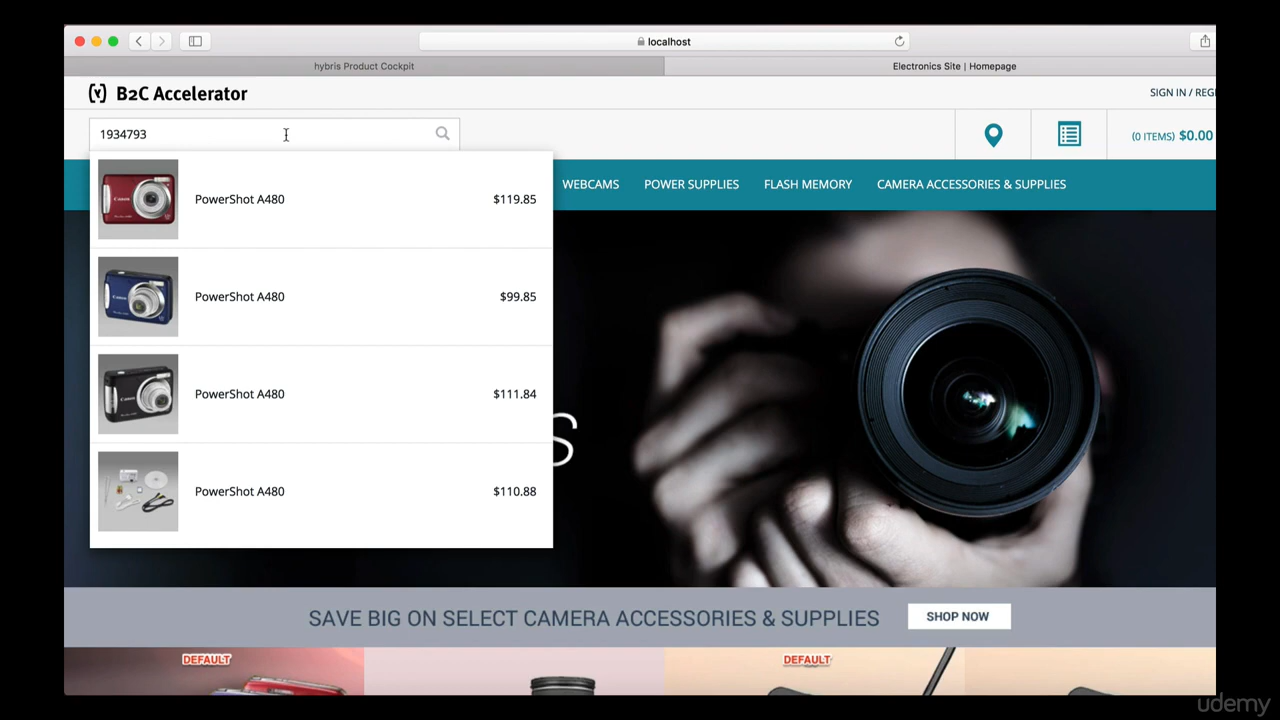 localhost
hybris Product Cockpit
Electronics Site | Homepage
(y) B2C Accelerator
SIGN IN / REG
1934793
(0 ITEMS) $0.00
WEBCAMS POWER SUPPLIES FLASH MEMORY CAMERA ACCESSORIES & SUPPLIES
PowerShot A480 $119.85
PowerShot A480 $99.85
PowerShot A480 $111.84
PowerShot A480 $110.88
S
SAVE BIG ON SELECT CAMERA ACCESSORIES & SUPPLIES SHOP NOW
DEFAULT DEFAULT
udemy